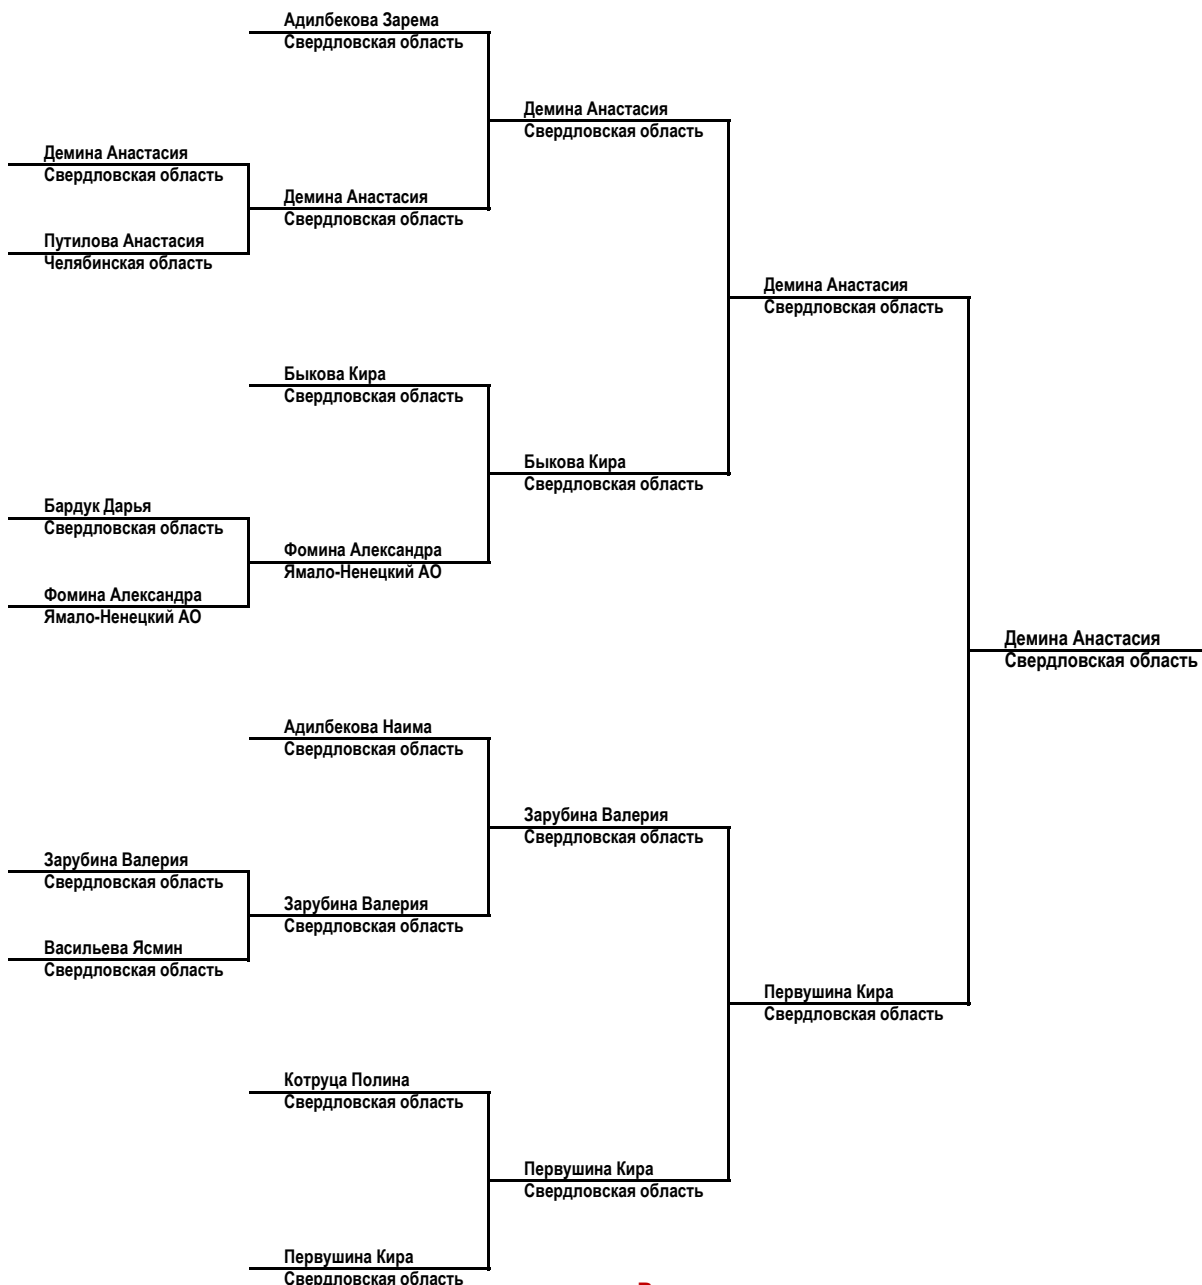 Адилбекова Зарема
Свердловская область
Демина Анастасия
Свердловская область
Демина Анастасия
Свердловская область
Демина Анастасия
Свердловская область
Путилова Анастасия
Челябинская область
Демина Анастасия
Свердловская область
Быкова Кира
Свердловская область
Быкова Кира
Свердловская область
Бардук Дарья
Свердловская область
Фомина Александра
Ямало-Ненецкий АО
Фомина Александра
Ямало-Ненецкий АО
Демина Анастасия
Свердловская область
Адилбекова Наима
Свердловская область
Зарубина Валерия
Свердловская область
Зарубина Валерия
Свердловская область
Зарубина Валерия
Свердловская область
Васильева Ясмин
Свердловская область
Первушина Кира
Свердловская область
Котруца Полина
Свердловская область
Первушина Кира
Свердловская область
Первушина Кира
Свердловская область